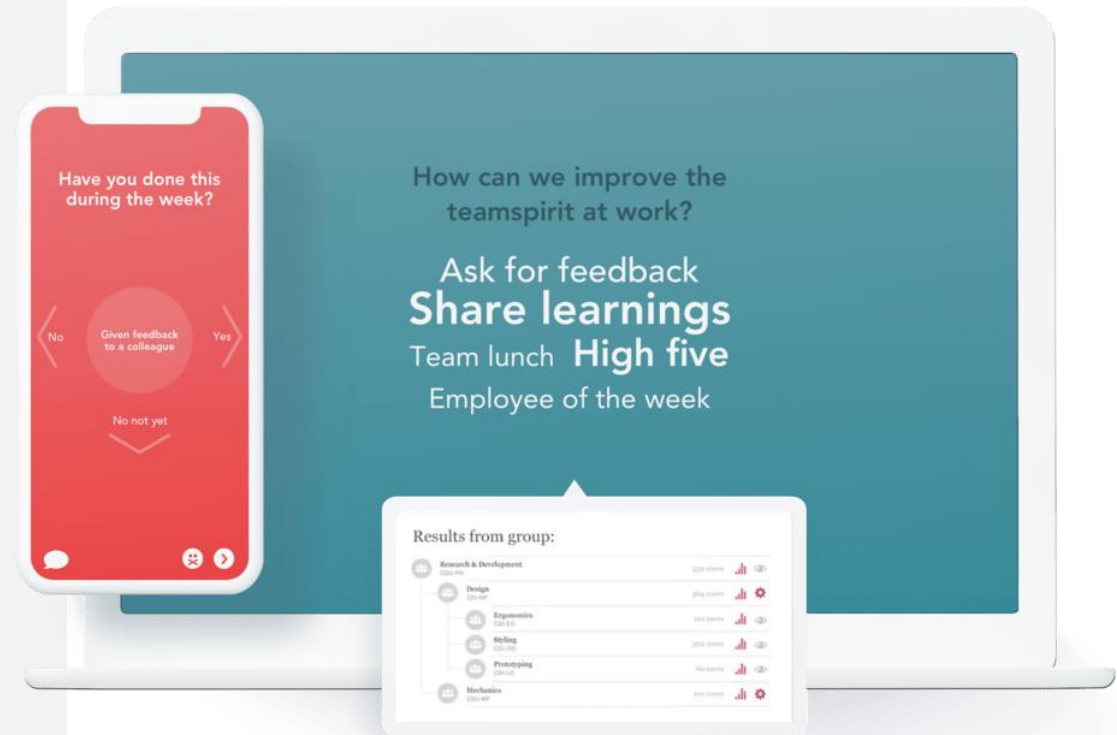 Have you done this
during the week?
No
Given feedback
to a colleague
Yes
No not yet
How can we improve the
teamspirit at work?
Ask for feedback
Share learnings
Team lunch High five
Employee of the week
Results from group:
Research & Development
Design
Ergonomics
Styling
Prototyping
Mechanics